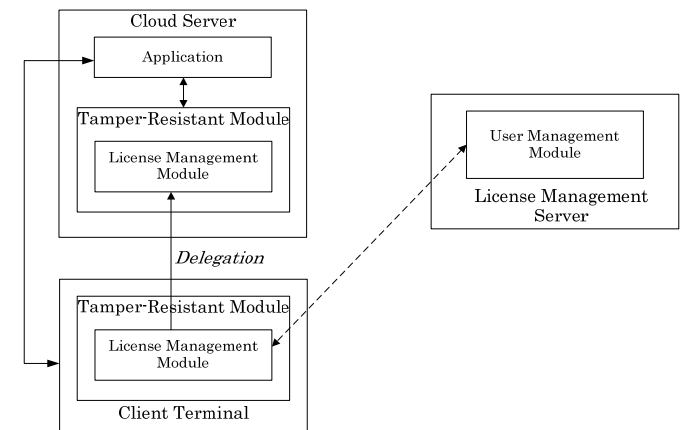 Cloud Server
Application
Tamper-Resistant Module
License Management
Module
User Management
Module
License Management
Server
Delegation
Tamper-Resistant Module
License Management
Module
Client Terminal